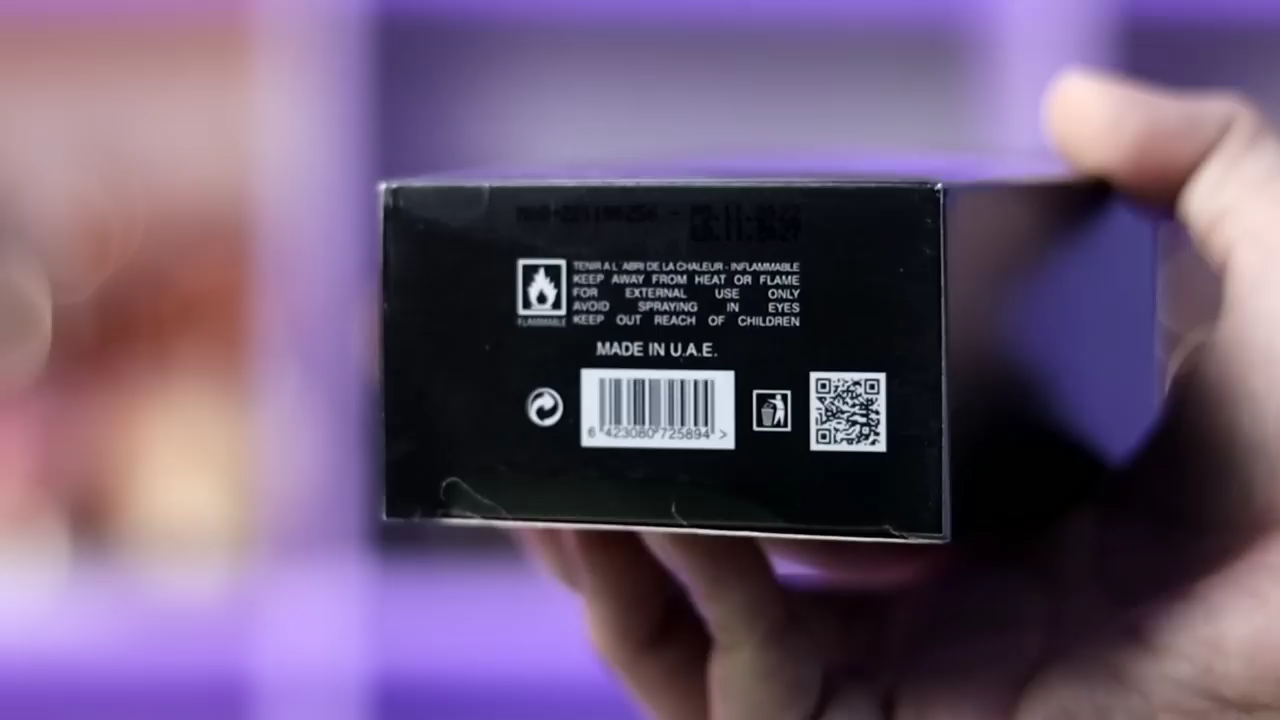 TENIR A L'ABRI DE LA CHALEUR - INFLAMMABLE
KEEP AWAY FROM HEAT OR FLAME
FOR EXTERNAL USE ONLY
AVOID SPRAYING IN EYES
KEEP OUT REACH OF CHILDREN
FLAMMABLE
MADE IN U.A.E.
6 423080 725894 >